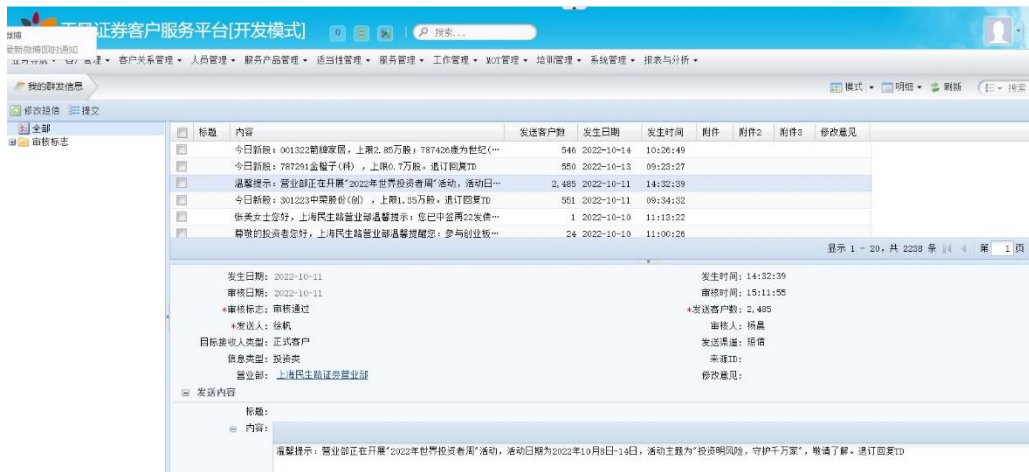 证券客户服务平台[开发模式] 搜索...
微博
最新微博即时通知
客户关系管理 人员管理 服务产品管理 适当性管理 服务管理 工作管理 MOT管理 培训管理 系统管理 报表与分析
我的群发信息 模式 明细 刷新 搜索
修改短信 提交
全部
审核标志
标题 内容 发送客户数 发生日期 发生时间 附件 附件2 附件3 修改意见
今日新股：001322箭牌家居，上限2.85万股；787426康为世纪(… 546 2022-10-14 10:26:49
今日新股：787291金橙子(科)，上限0.7万股。退订回复TD 550 2022-10-13 09:23:27
温馨提示：营业部正在开展"2022年世界投资者周"活动，活动日… 2,485 2022-10-11 14:32:39
今日新股：301223中荣股份(创)，上限1.35万股。退订回复TD 551 2022-10-11 09:34:32
张美女士您好，上海民生路营业部温馨提示：您已中签再22发债… 1 2022-10-10 11:13:22
尊敬的投资者您好，上海民生路营业部温馨提醒您：参与创业板… 24 2022-10-10 11:00:26
显示 1 - 20，共 2238 条 第 1 页
发生日期：2022-10-11 发生时间：14:32:39
审核日期：2022-10-11 审核时间：15:11:55
*审核标志：审核通过 *发送客户数：2,485
*发送人：徐帆 审核人：杨晨
目标接收人类型：正式客户 发送渠道：短信
信息类型：投资类 来源ID：
营业部：上海民生路证券营业部 修改意见：
发送内容
标题：
内容：
温馨提示：营业部正在开展"2022年世界投资者周"活动，活动日期为2022年10月8日-14日，活动主题为"投资明风险，守护千万家"，敬请了解。退订回复TD